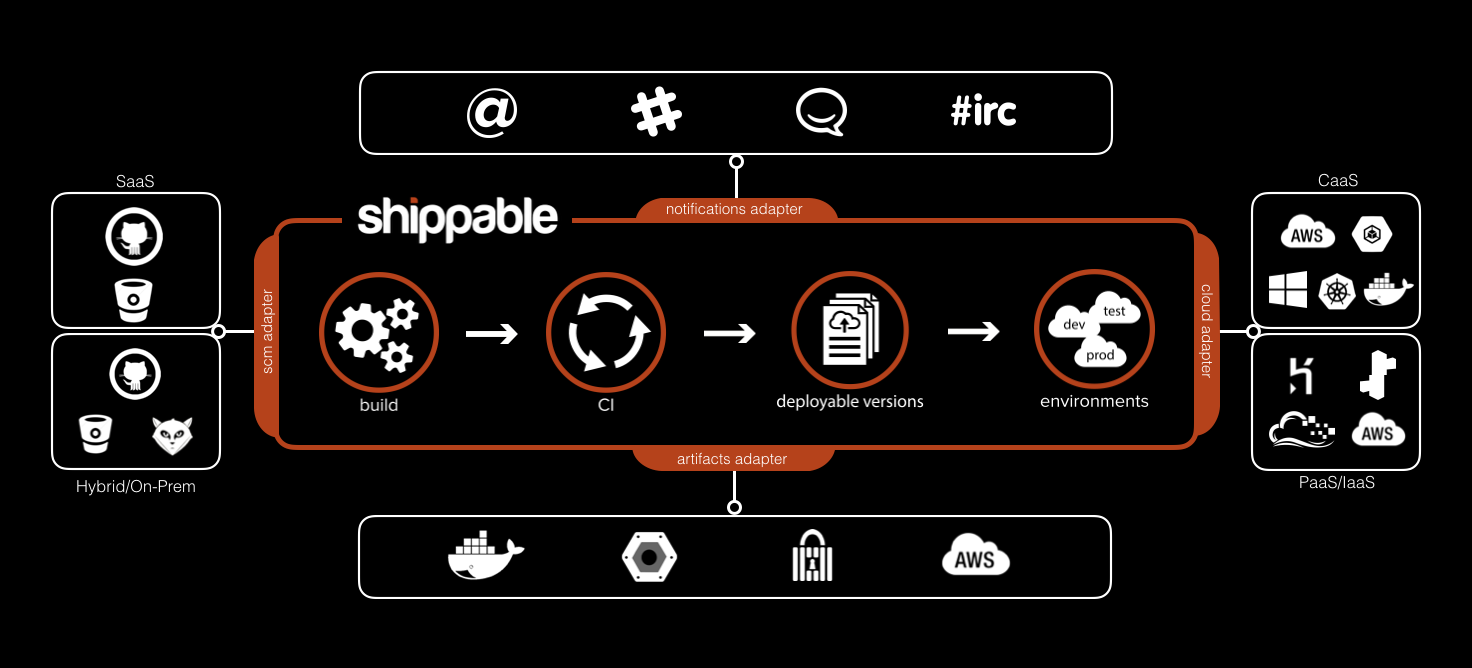 @
#irc
SaaS
CaaS
shippable
notifications adapter
AWS
scm adapter
cloud adapter
dev
test
prod
build
CI
deployable versions
environments
AWS
artifacts adapter
Hybrid/On-Prem
PaaS/IaaS
AWS